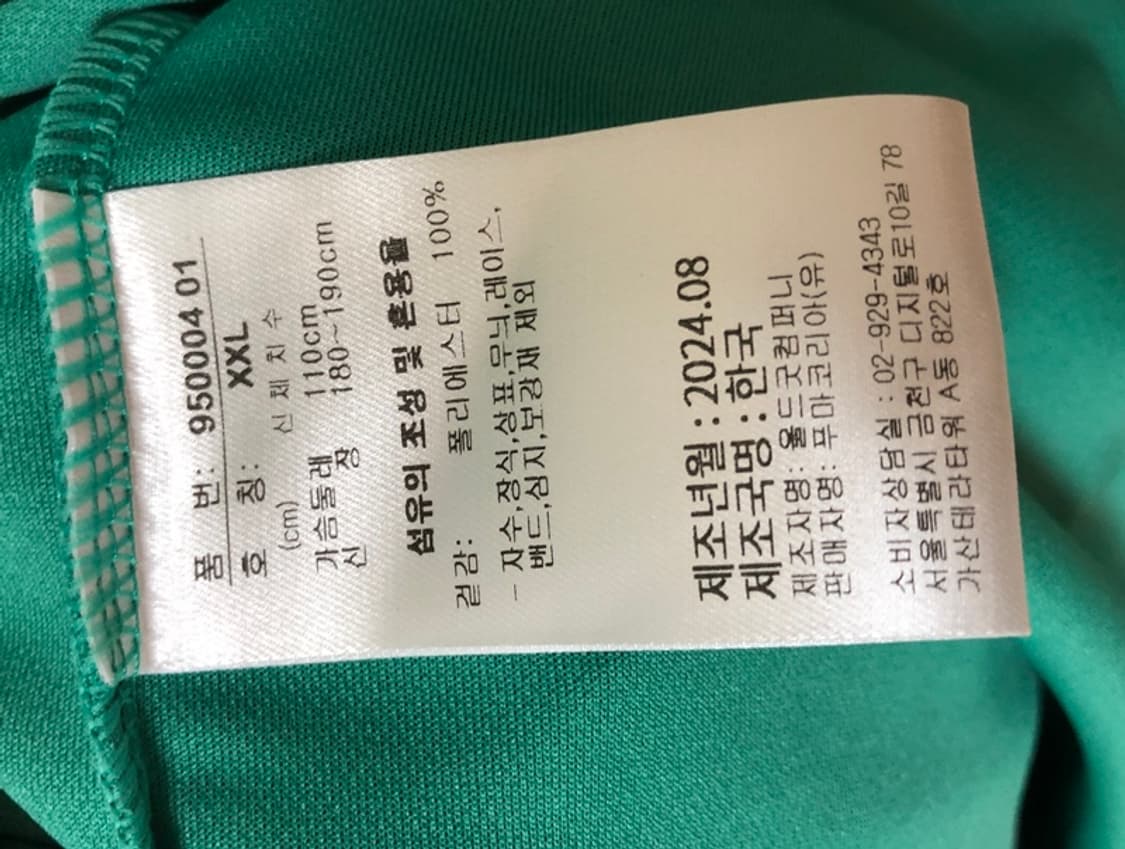 품 번: 950004 01
호 칭: XXL
(cm) 신 체 치 수
가슴둘레 110cm
신 장 180~190cm
섬유의 조성 및 혼용율
겉감: 폴리에스터 100%
- 자수,장식,상표,무늬,레이스,
밴드,심지,보강재 제외
제조년월 : 2024.08
제조국명 : 한국
제조자명: 올드굿컴퍼니
판매자명: 푸마코리아(유)
소비자상담실 : 02-929-4343
서울특별시 금천구 디지털로10길 78
가산테라타워 A동 822호